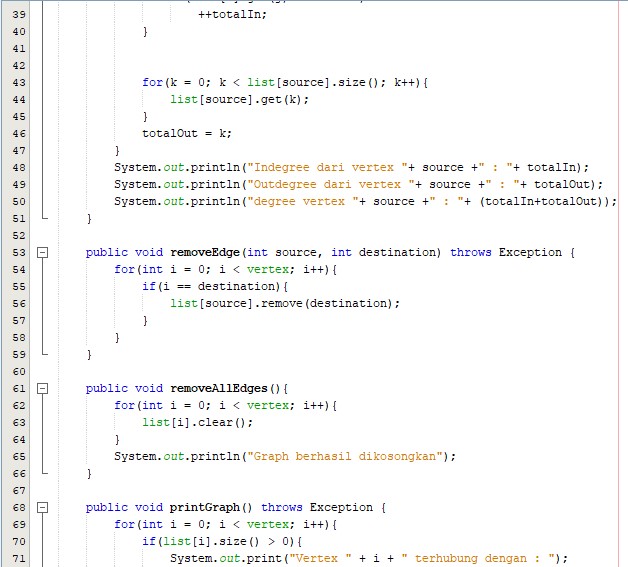 39 ++totalIn;
40 }
41
42
43 for(k = 0; k < list[source].size(); k++){
44 list[source].get(k);
45 }
46 totalOut = k;
47 }
48 System.out.println("Indegree dari vertex "+ source +" : "+ totalIn);
49 System.out.println("Outdegree dari vertex "+ source +" : "+ totalOut);
50 System.out.println("degree vertex "+ source +" : "+ (totalIn+totalOut));
51 }
52
53 public void removeEdge(int source, int destination) throws Exception {
54 for(int i = 0; i < vertex; i++){
55 if(i == destination){
56 list[source].remove(destination);
57 }
58 }
59 }
60
61 public void removeAllEdges(){
62 for(int i = 0; i < vertex; i++){
63 list[i].clear();
64 }
65 System.out.println("Graph berhasil dikosongkan");
66 }
67
68 public void printGraph() throws Exception {
69 for(int i = 0; i < vertex; i++){
70 if(list[i].size() > 0){
71 System.out.print("Vertex " + i + " terhubung dengan : ");